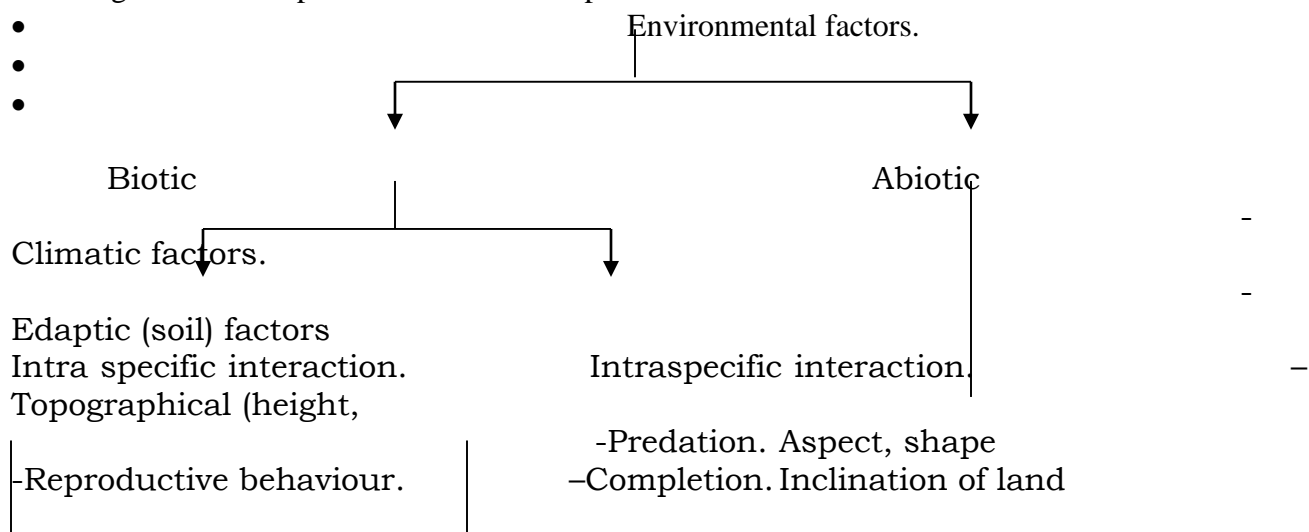 • Environmental factors.
•
•
Biotic Abiotic
-
Climatic factors.
-
Edaptic (soil) factors
Intra specific interaction. Intraspecific interaction. –
Topographical (height,
-Predation. Aspect, shape
-Reproductive behaviour. –Completion. Inclination of land